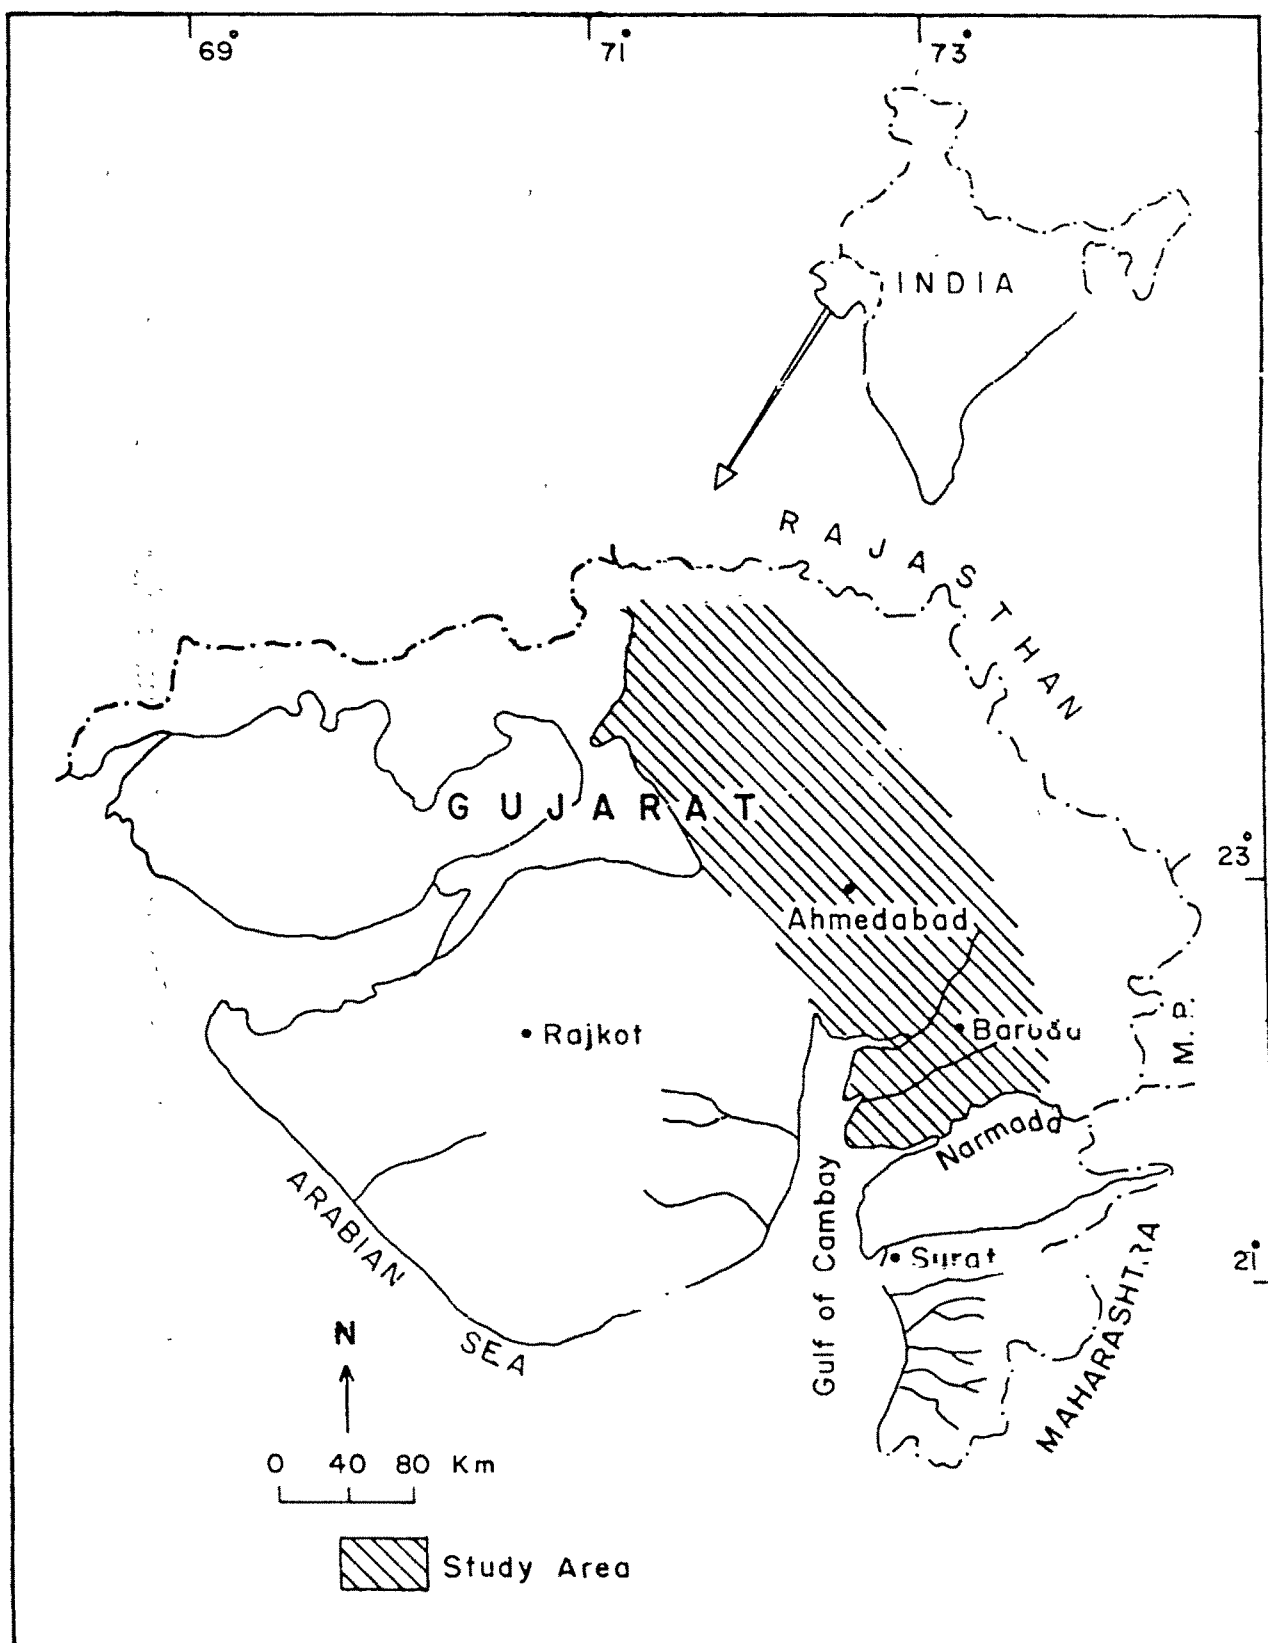 69°
71°
73°
INDIA
RAJASTHAN
GUJARAT
23°
Ahmedabad
Rajkot
M.P.
Narmada
ARABIAN
SEA
Gulf of Cambay
Surat
21°
MAHARASHTRA
N
0 40 80 Km
Study Area